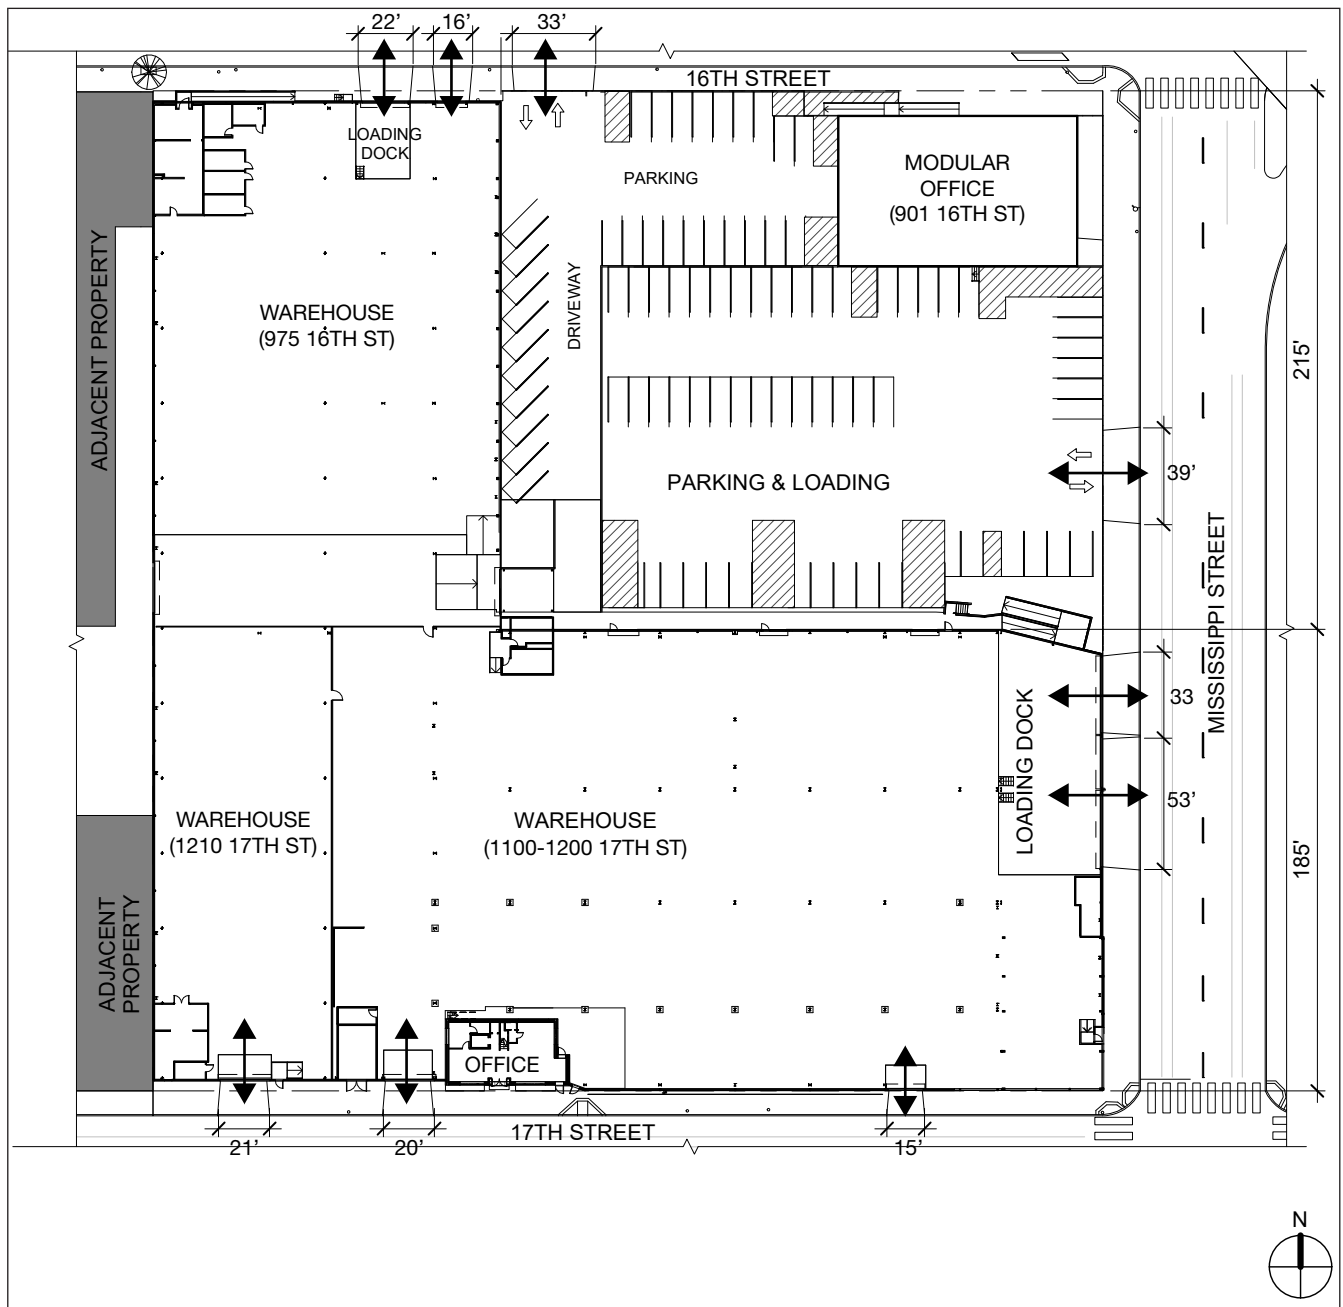 22'
16'
33'
16TH STREET
LOADING
DOCK
PARKING
MODULAR
OFFICE
(901 16TH ST)
ADJACENT PROPERTY
WAREHOUSE
(975 16TH ST)
DRIVEWAY
215'
PARKING & LOADING
39'
MISSISSIPPI STREET
33
LOADING DOCK
53'
WAREHOUSE
(1210 17TH ST)
WAREHOUSE
(1100-1200 17TH ST)
185'
ADJACENT
PROPERTY
OFFICE
21'
20'
17TH STREET
15'
N